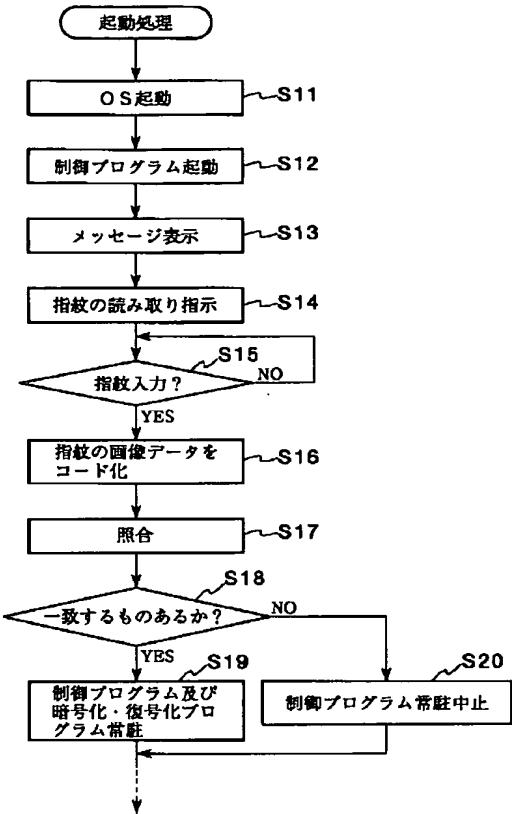 起動処理
OS起動
S11
制御プログラム起動
S12
メッセージ表示
S13
指紋の読み取り指示
S14
S15
指紋入力?
NO
YES
指紋の画像データを
コード化
S16
照合
S17
S18
一致するものあるか?
NO
YES
S19
制御プログラム及び
暗号化・復号化プロ
グラム常駐
S20
制御プログラム常駐中止